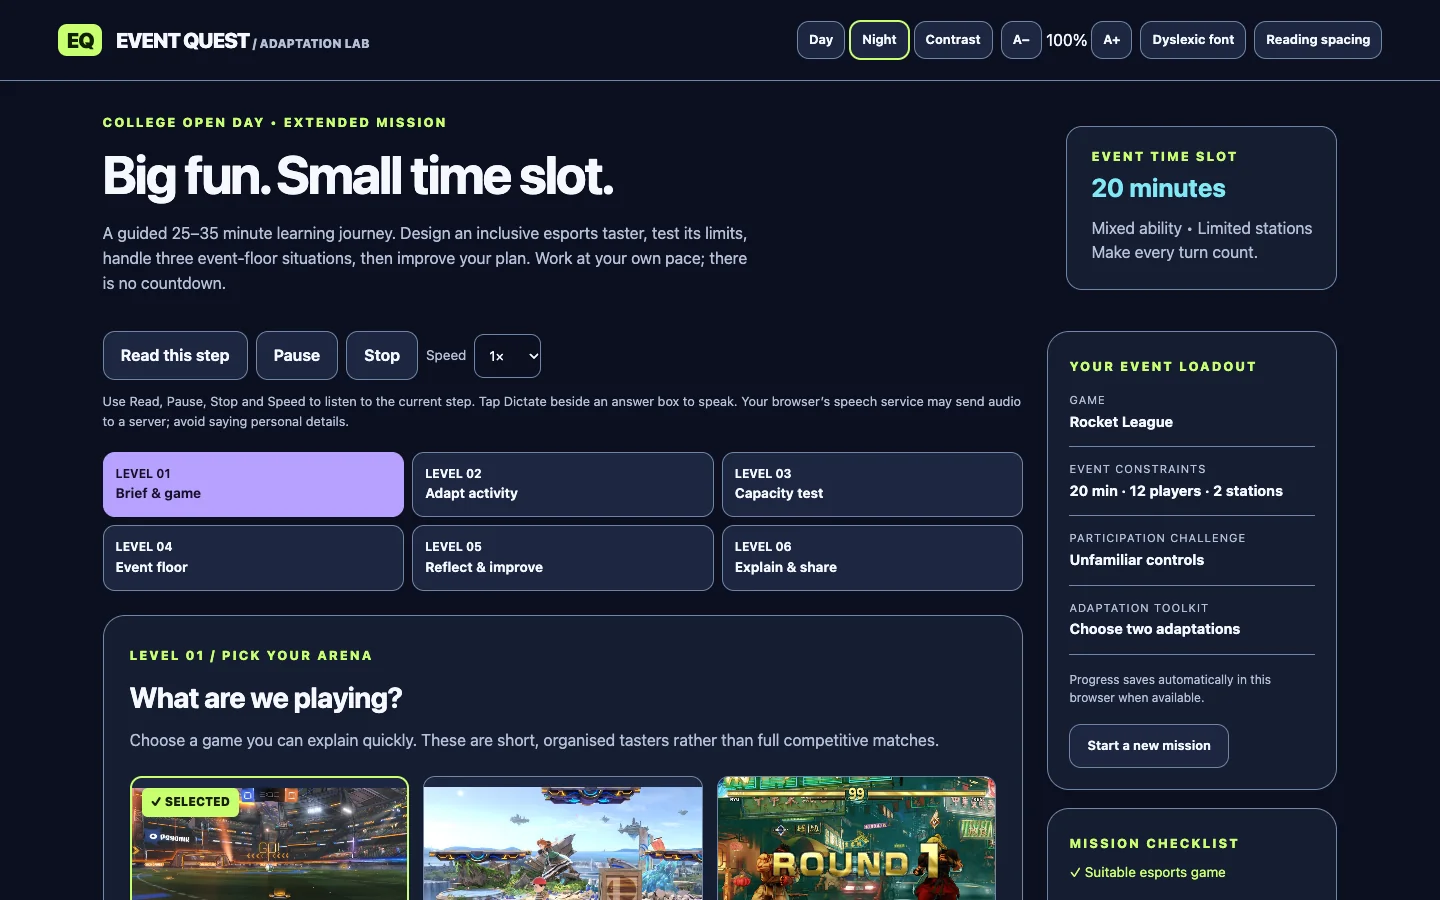 EQ EVENT QUEST / ADAPTATION LAB
Day Night Contrast A− 100% A+ Dyslexic font Reading spacing
COLLEGE OPEN DAY • EXTENDED MISSION
Big fun. Small time slot.
A guided 25–35 minute learning journey. Design an inclusive esports taster, test its limits,
handle three event-floor situations, then improve your plan. Work at your own pace; there
is no countdown.
EVENT TIME SLOT
20 minutes
Mixed ability • Limited stations
Make every turn count.
Read this step Pause Stop Speed 1×
Use Read, Pause, Stop and Speed to listen to the current step. Tap Dictate beside an answer box to speak. Your browser’s speech service may send audio
to a server; avoid saying personal details.
LEVEL 01
Brief & game
LEVEL 02
Adapt activity
LEVEL 03
Capacity test
LEVEL 04
Event floor
LEVEL 05
Reflect & improve
LEVEL 06
Explain & share
LEVEL 01 / PICK YOUR ARENA
What are we playing?
Choose a game you can explain quickly. These are short, organised tasters rather than full competitive matches.
✓ SELECTED
GO!
99
ROUND 1
YOUR EVENT LOADOUT
GAME
Rocket League
EVENT CONSTRAINTS
20 min · 12 players · 2 stations
PARTICIPATION CHALLENGE
Unfamiliar controls
ADAPTATION TOOLKIT
Choose two adaptations
Progress saves automatically in this
browser when available.
Start a new mission
MISSION CHECKLIST
✓ Suitable esports game